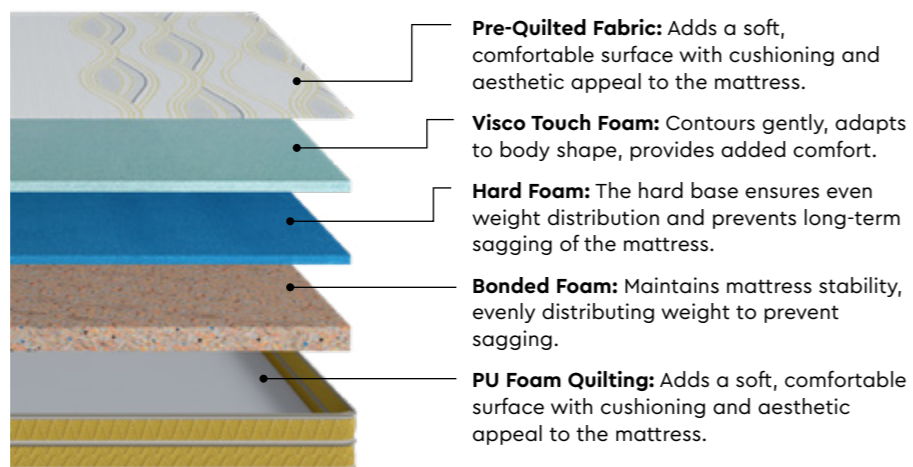 Pre-Quilted Fabric: Adds a soft,
comfortable surface with cushioning and
aesthetic appeal to the mattress.
Visco Touch Foam: Contours gently, adapts
to body shape, provides added comfort.
Hard Foam: The hard base ensures even
weight distribution and prevents long-term
sagging of the mattress.
Bonded Foam: Maintains mattress stability,
evenly distributing weight to prevent
sagging.
PU Foam Quilting: Adds a soft, comfortable
surface with cushioning and aesthetic
appeal to the mattress.